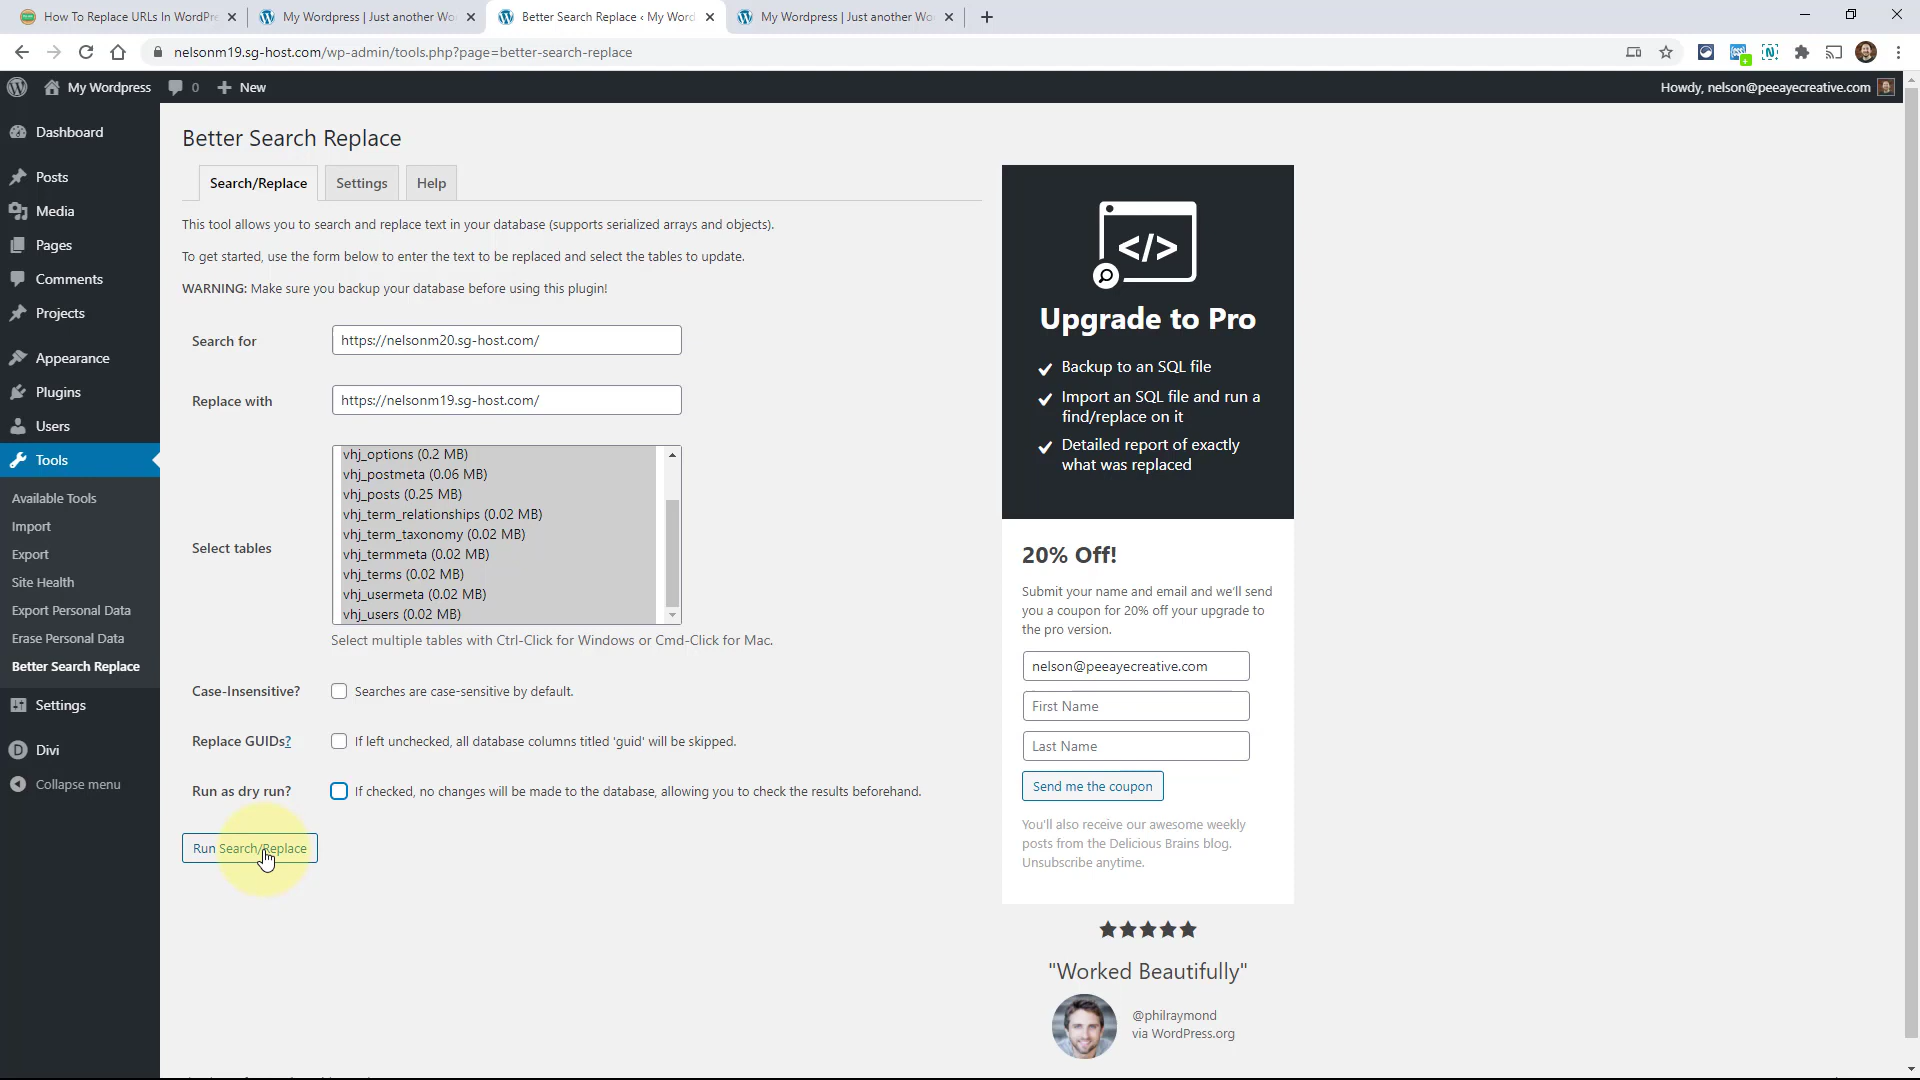 How To Replace URLs In WordPre
My Wordpress | Just another Wo
Better Search Replace ‹ My Word
My Wordpress | Just another Wo
nelsonm19.sg-host.com/wp-admin/tools.php?page=better-search-replace
My Wordpress
0
New
Howdy, nelson@peeayecreative.com
Dashboard
Posts
Media
Pages
Comments
Projects
Appearance
Plugins
Users
Tools
Available Tools
Import
Export
Site Health
Export Personal Data
Erase Personal Data
Better Search Replace
Settings
Divi
Collapse menu
Better Search Replace
Search/Replace
Settings
Help
This tool allows you to search and replace text in your database (supports serialized arrays and objects).
To get started, use the form below to enter the text to be replaced and select the tables to update.
WARNING: Make sure you backup your database before using this plugin!
Search for
https://nelsonm20.sg-host.com/
Replace with
https://nelsonm19.sg-host.com/
Select tables
vhj_options (0.2 MB)
vhj_postmeta (0.06 MB)
vhj_posts (0.25 MB)
vhj_term_relationships (0.02 MB)
vhj_term_taxonomy (0.02 MB)
vhj_termmeta (0.02 MB)
vhj_terms (0.02 MB)
vhj_usermeta (0.02 MB)
vhj_users (0.02 MB)
Select multiple tables with Ctrl-Click for Windows or Cmd-Click for Mac.
Case-Insensitive?
Searches are case-sensitive by default.
Replace GUIDs?
If left unchecked, all database columns titled 'guid' will be skipped.
Run as dry run?
If checked, no changes will be made to the database, allowing you to check the results beforehand.
Run Search/Replace
</>
Upgrade to Pro
Backup to an SQL file
Import an SQL file and run a
find/replace on it
Detailed report of exactly
what was replaced
20% Off!
Submit your name and email and we'll send
you a coupon for 20% off your upgrade to
the pro version.
nelson@peeayecreative.com
First Name
Last Name
Send me the coupon
You'll also receive our awesome weekly
posts from the Delicious Brains blog.
Unsubscribe anytime.
"Worked Beautifully"
@philraymond
via WordPress.org